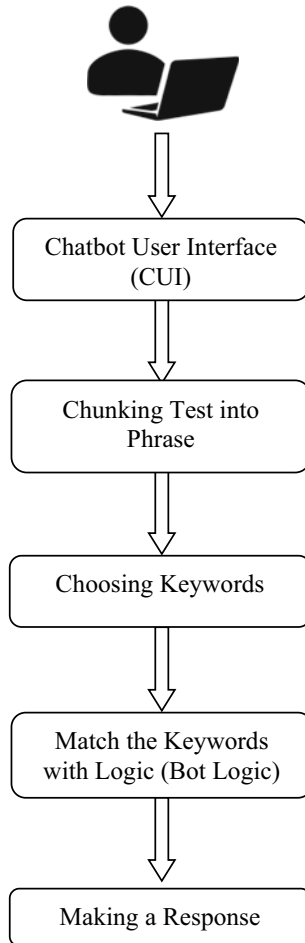 Chatbot User Interface
(CUI)
Chunking Test into
Phrase
Choosing Keywords
Match the Keywords
with Logic (Bot Logic)
Making a Response